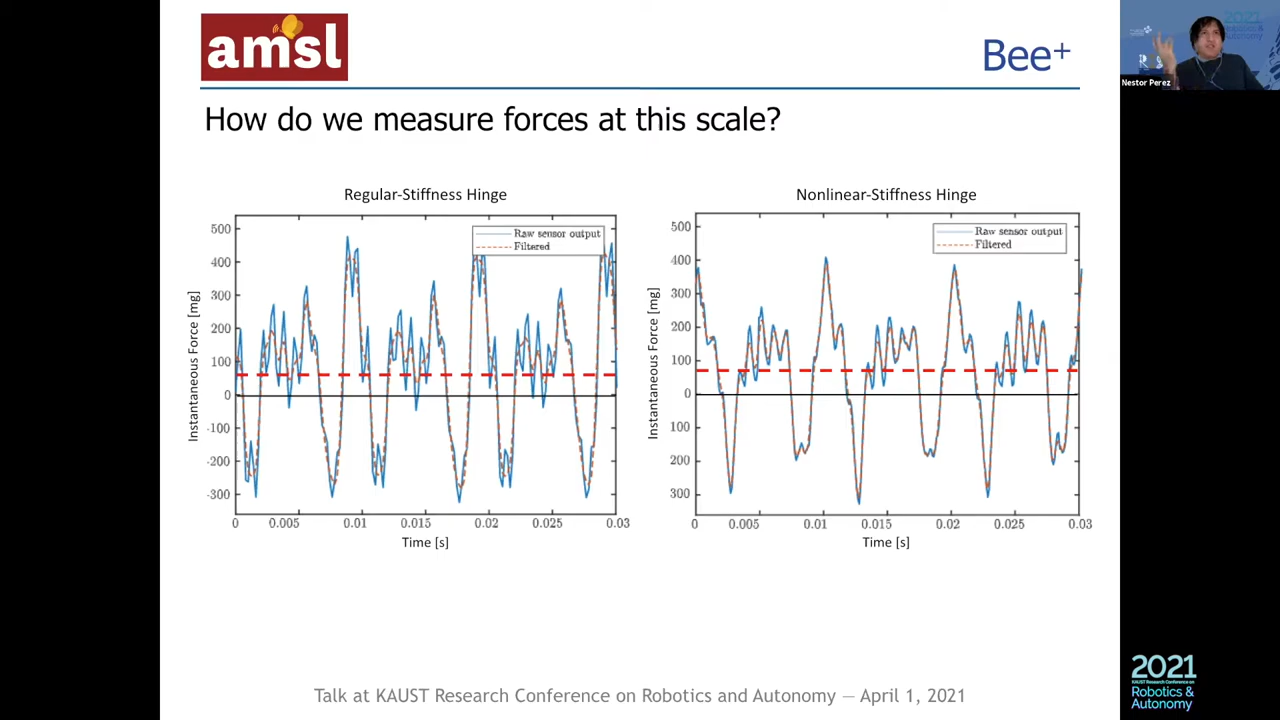 amsl
Bee+
How do we measure forces at this scale?
Regular-Stiffness Hinge
Raw sensor output
Filtered
500
400
300
200
100
0
-100
-200
-300
Instantaneous Force [mg]
0 0.005 0.01 0.015 0.02 0.025 0.03
Time [s]
Nonlinear-Stiffness Hinge
Raw sensor output
Filtered
500
400
300
200
100
0
100
200
300
Instantaneous Force [mg]
0 0.005 0.01 0.015 0.02 0.025 0.03
Time [s]
Talk at KAUST Research Conference on Robotics and Autonomy — April 1, 2021
2021
Robotics &
Autonomy
Nestor Perez
2021
KAUST Research Conference on
Robotics &
Autonomy